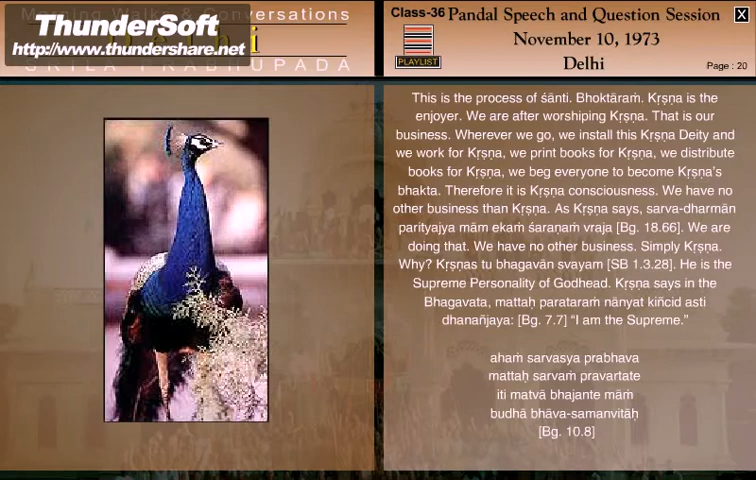 Morning Walks & Conversations
ThunderSoft
http://www.thundershare.net
SRILA PRABHUPADA
Class-36 Pandal Speech and Question Session
X
November 10, 1973
PLAYLIST
Delhi
Page : 20
This is the process of śānti. Bhoktāraṁ. Kṛṣṇa is the
enjoyer. We are after worshiping Kṛṣṇa. That is our
business. Wherever we go, we install this Kṛṣṇa Deity and
we work for Kṛṣṇa, we print books for Kṛṣṇa, we distribute
books for Kṛṣṇa, we beg everyone to become Kṛṣṇa’s
bhakta. Therefore it is Kṛṣṇa consciousness. We have no
other business than Kṛṣṇa. As Kṛṣṇa says, sarva-dharmān
parityajya mām ekaṁ śaraṇaṁ vraja [Bg. 18.66]. We are
doing that. We have no other business. Simply Kṛṣṇa.
Why? Kṛṣṇas tu bhagavān svayam [SB 1.3.28]. He is the
Supreme Personality of Godhead. Kṛṣṇa says in the
Bhagavata, mattaḥ parataraṁ nānyat kiñcid asti
dhanañjaya: [Bg. 7.7] “I am the Supreme.”
ahaṁ sarvasya prabhava
mattaḥ sarvaṁ pravartate
iti matvā bhajante māṁ
budhā bhāva-samanvitāḥ
[Bg. 10.8]